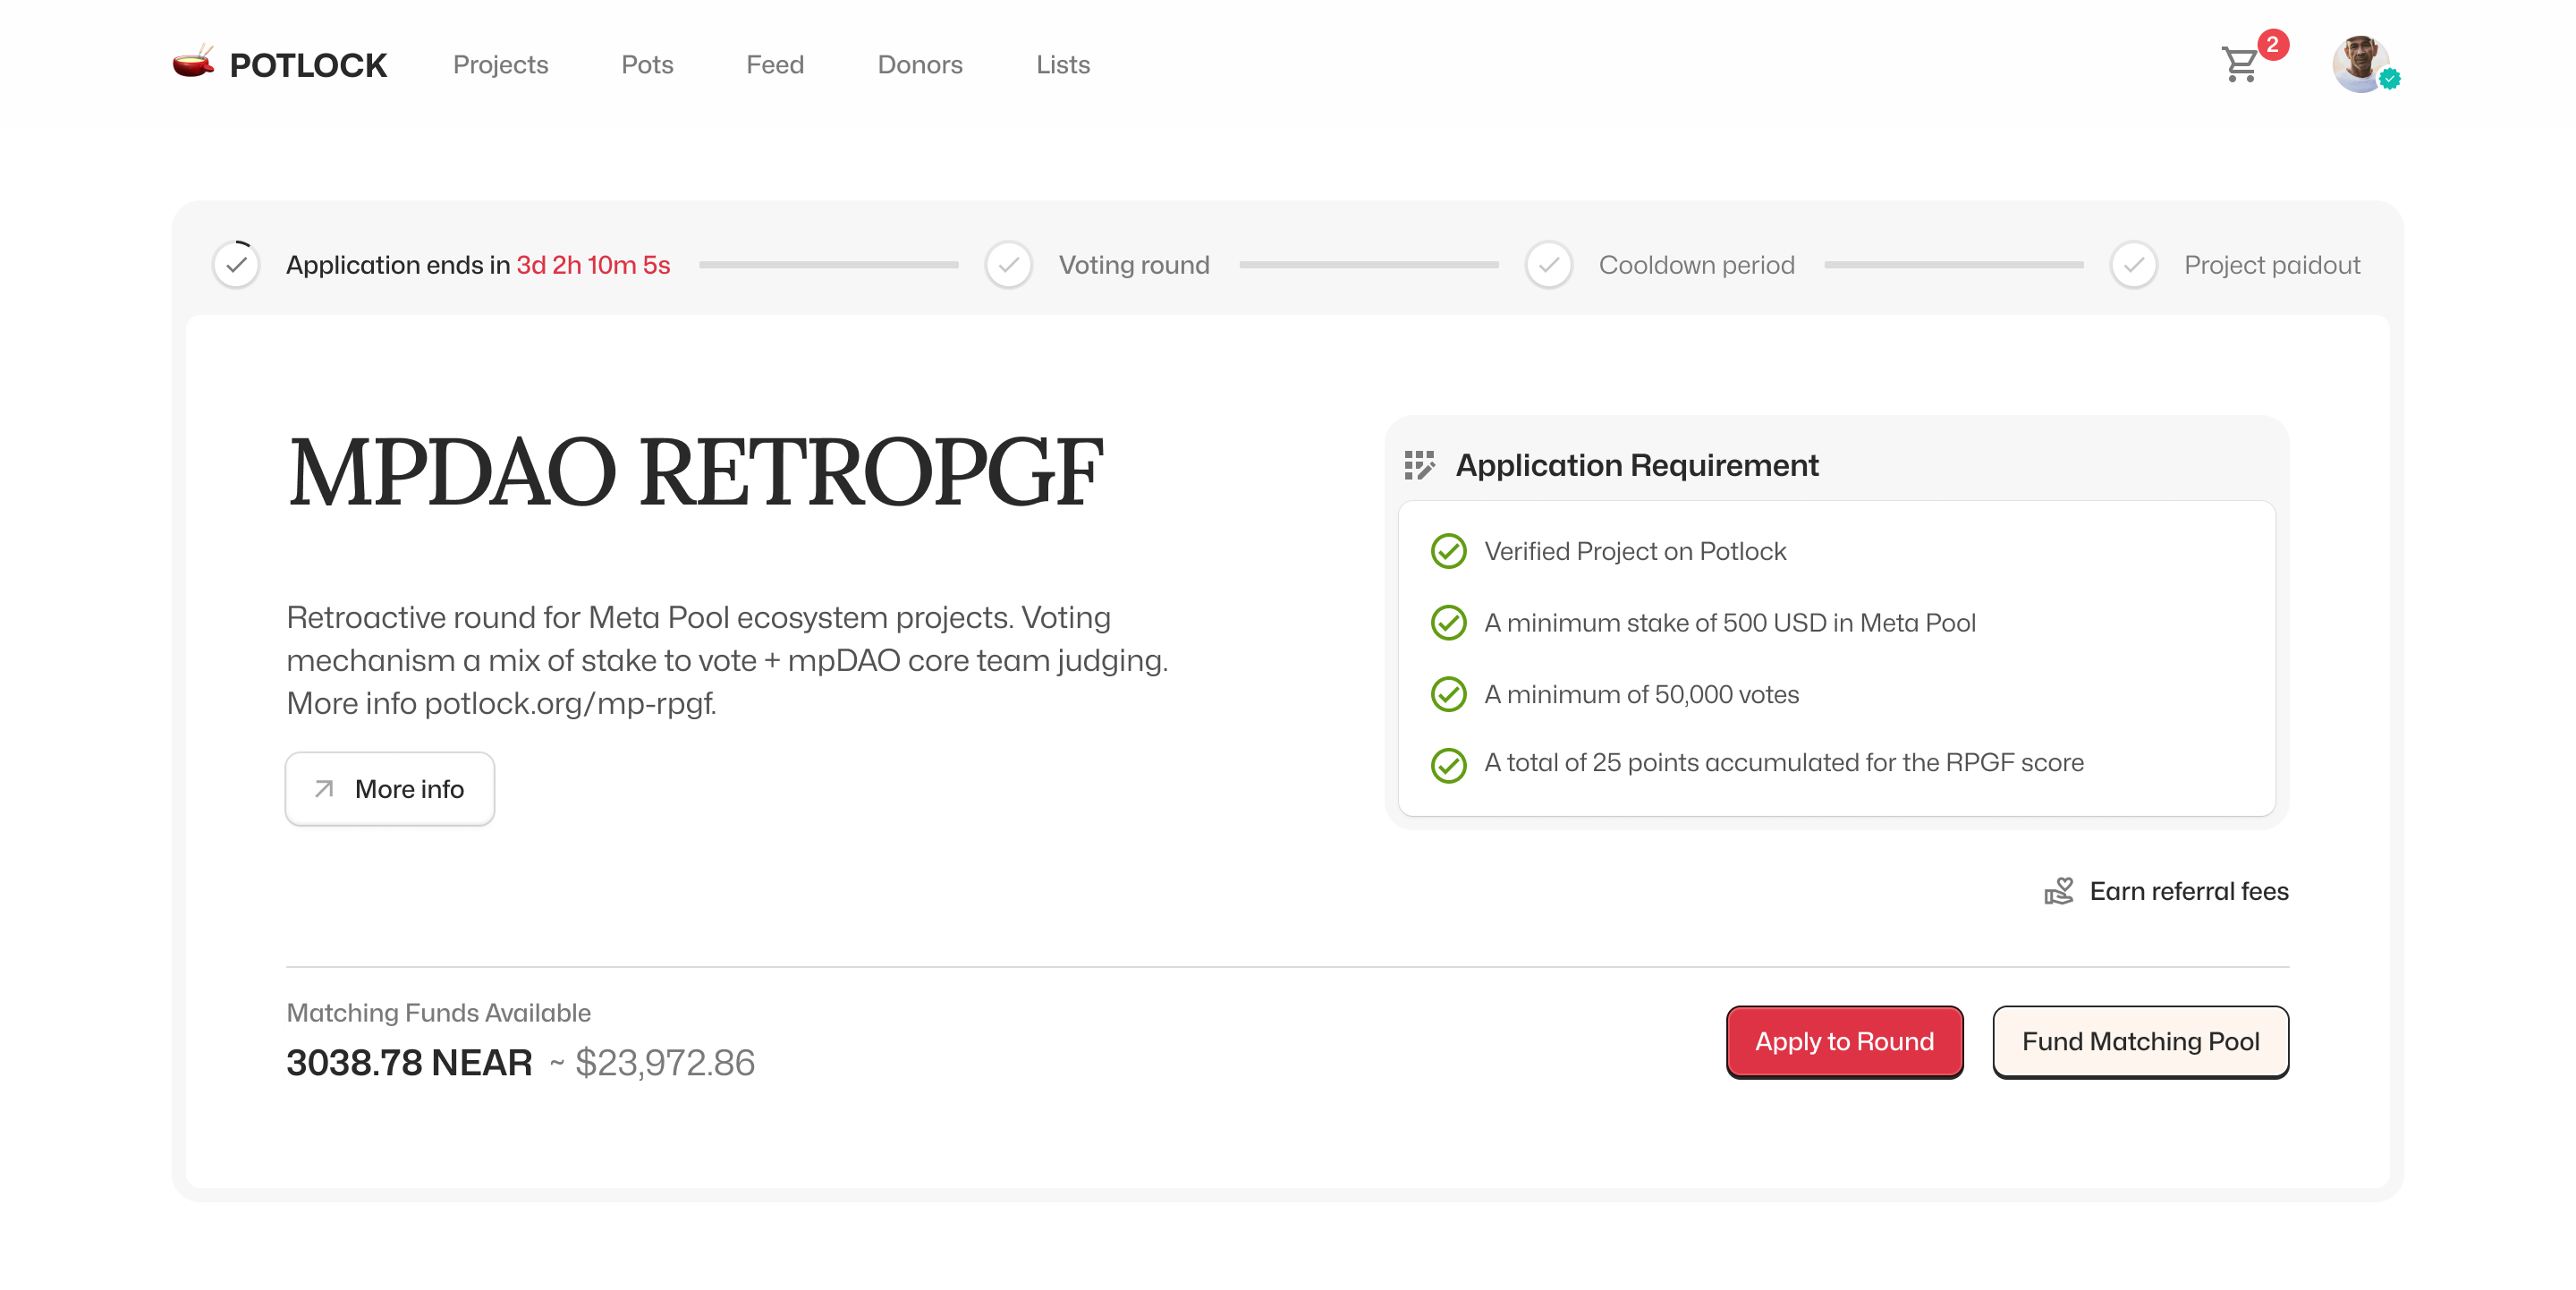 POTLOCK
Projects
Pots
Feed
Donors
Lists
2
Application ends in 3d 2h 10m 5s
Voting round
Cooldown period
Project paidout
MPDAO RETROPGF
Retroactive round for Meta Pool ecosystem projects. Voting
mechanism a mix of stake to vote + mpDAO core team judging.
More info potlock.org/mp-rpgf.
More info
Application Requirement
Verified Project on Potlock
A minimum stake of 500 USD in Meta Pool
A minimum of 50,000 votes
A total of 25 points accumulated for the RPGF score
Earn referral fees
Matching Funds Available
3038.78 NEAR ~ $23,972.86
Apply to Round
Fund Matching Pool